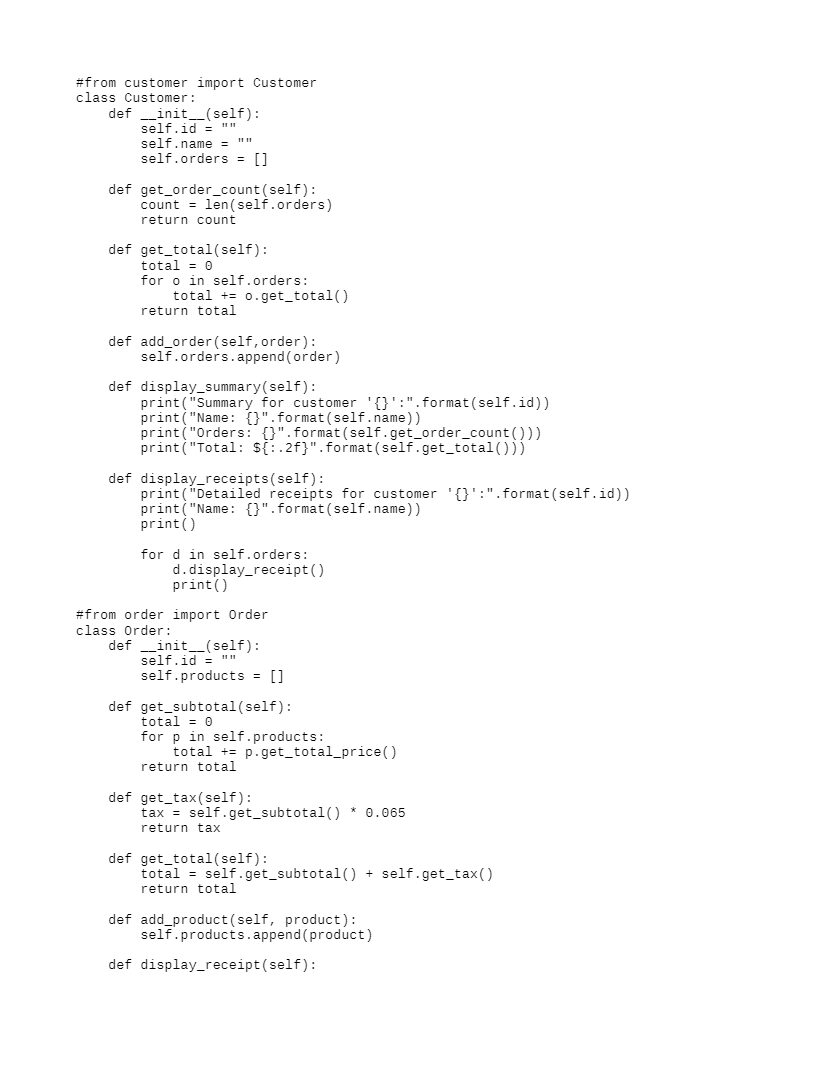 #from customer import Customer
class Customer:
    def __init__(self):
        self.id = ""
        self.name = ""
        self.orders = []

    def get_order_count(self):
        count = len(self.orders)
        return count

    def get_total(self):
        total = 0
        for o in self.orders:
            total += o.get_total()
        return total

    def add_order(self,order):
        self.orders.append(order)

    def display_summary(self):
        print("Summary for customer '{}':".format(self.id))
        print("Name: {}".format(self.name))
        print("Orders: {}".format(self.get_order_count()))
        print("Total: ${:.2f}".format(self.get_total()))

    def display_receipts(self):
        print("Detailed receipts for customer '{}':".format(self.id))
        print("Name: {}".format(self.name))
        print()

        for d in self.orders:
            d.display_receipt()
            print()

#from order import Order
class Order:
    def __init__(self):
        self.id = ""
        self.products = []

    def get_subtotal(self):
        total = 0
        for p in self.products:
            total += p.get_total_price()
        return total

    def get_tax(self):
        tax = self.get_subtotal() * 0.065
        return tax

    def get_total(self):
        total = self.get_subtotal() + self.get_tax()
        return total

    def add_product(self, product):
        self.products.append(product)

    def display_receipt(self):